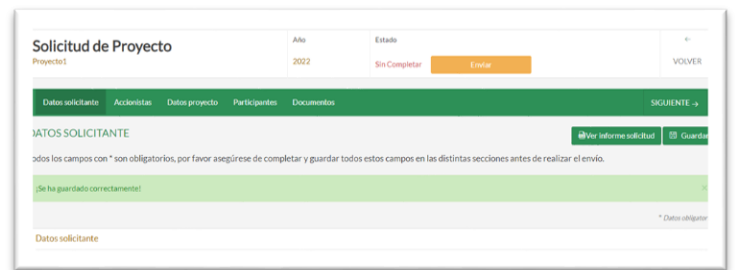 Solicitud de Proyecto
Proyecto1
Año
2022
Estado
Sin Completar
Enviar
←
VOLVER
Datos solicitante Accionistas Datos proyecto Participantes Documentos SIGUIENTE →
DATOS SOLICITANTE
Ver Informe solicitud Guardar
odos los campos con * son obligatorios, por favor asegúrese de completar y guardar todos estos campos en las distintas secciones antes de realizar el envío.
¡Se ha guardado correctamente! ×
* Datos obligator
Datos solicitante